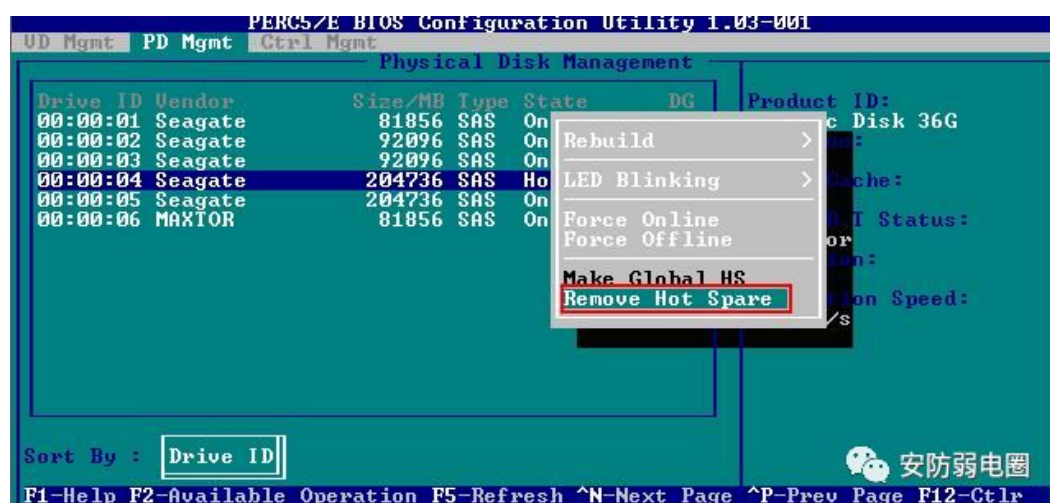 PERC5/E BIOS Configuration Utility 1.03-001
VD Mgmt PD Mgmt Ctrl Mgmt
Physical Disk Management
Drive ID Vendor Size/MB Type State DG
00:00:01 Seagate 81856 SAS On
00:00:02 Seagate 92096 SAS On
00:00:03 Seagate 92096 SAS On
00:00:04 Seagate 204736 SAS Ho
00:00:05 Seagate 204736 SAS On
00:00:06 MAXTOR 81856 SAS On
Rebuild >
LED Blinking >
Force Online
Force Offline
Make Global HS
Remove Hot Spare
Product ID:
c Disk 36G
on:
ache:
.T Status:
or
on:
ion Speed:
/s
Sort By : Drive ID
安防弱电圈
F1-Help F2-Available Operation F5-Refresh ^N-Next Page ^P-Prev Page F12-Ctlr